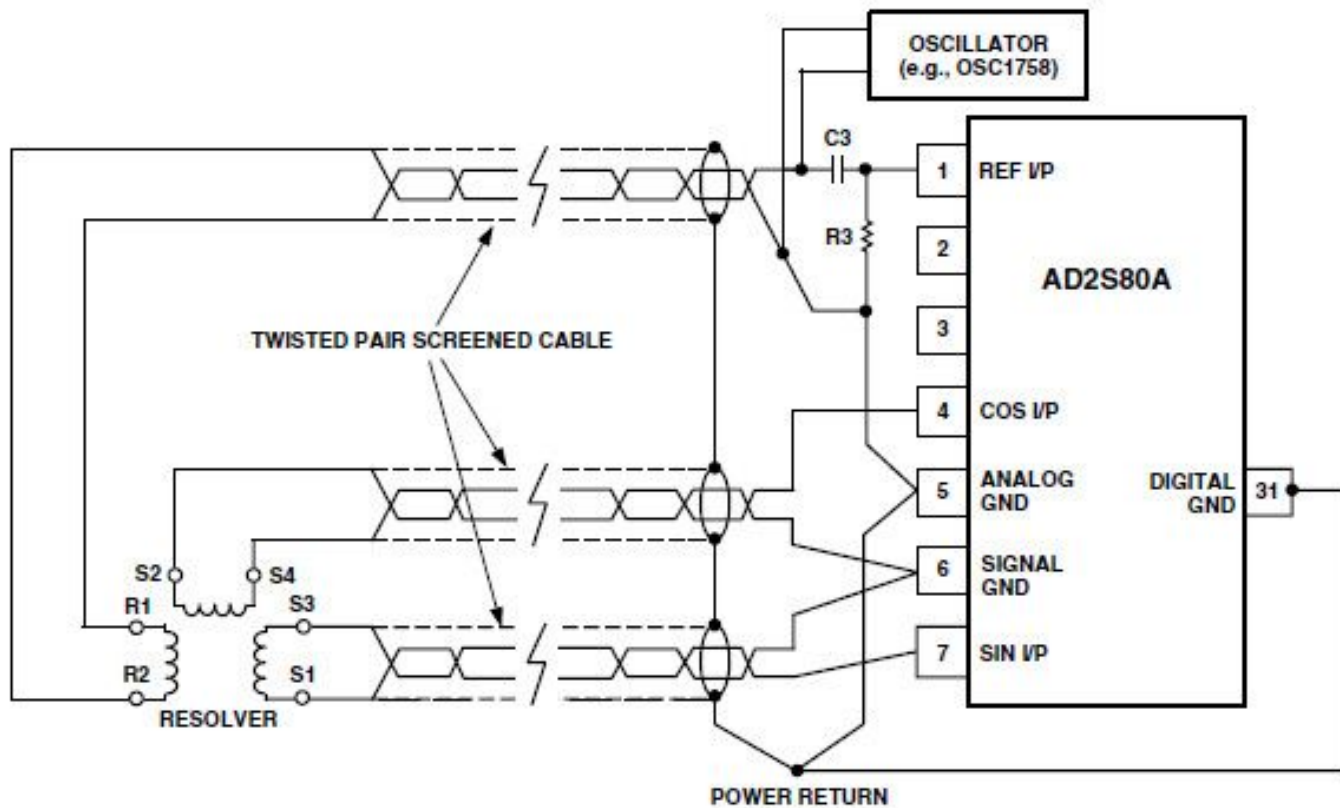 OSCILLATOR
(e.g., OSC1758)
C3
1
REF I/P
R3
2
AD2S80A
3
TWISTED PAIR SCREENED CABLE
4
COS I/P
5
ANALOG
GND
DIGITAL
GND
31
6
SIGNAL
GND
S2
S4
R1
S3
7
SIN I/P
R2
S1
RESOLVER
POWER RETURN